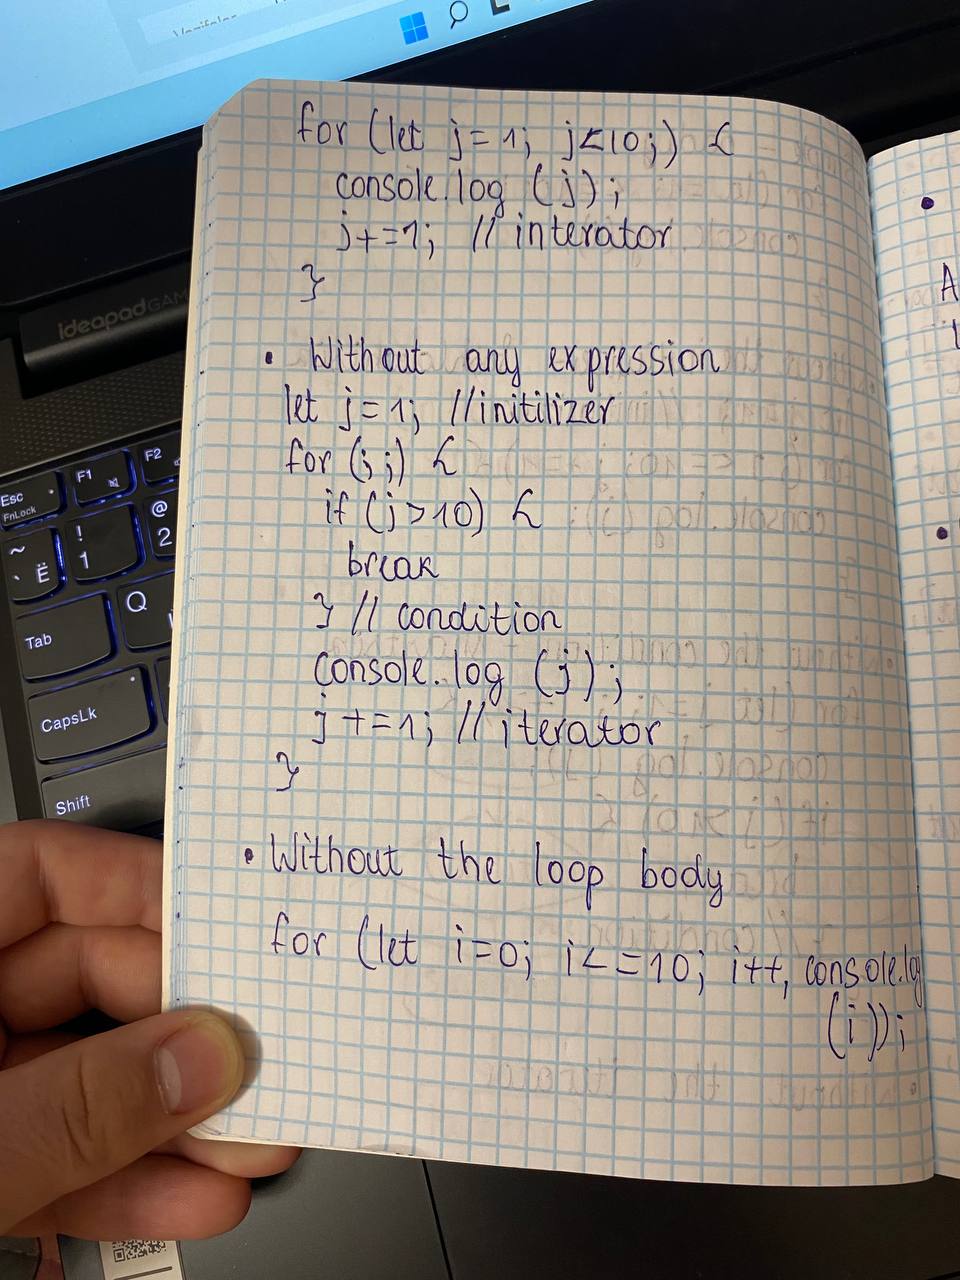 for (let j=1; j<10;) {
console.log (j);
j+=1; // interator
}
• Without any expression
let j=1; //initilizer
for (;;) {
if (j>10) {
break
} // condition
console.log (j);
j+=1; // iterator
}
• Without the loop body
for (let i=0; i<=10; i++, console.log
(i));
ideapad GAM
Esc
FnLock
F1
F2
~
` Ё
!
1
@
2
Tab
Q
CapsLk
Shift